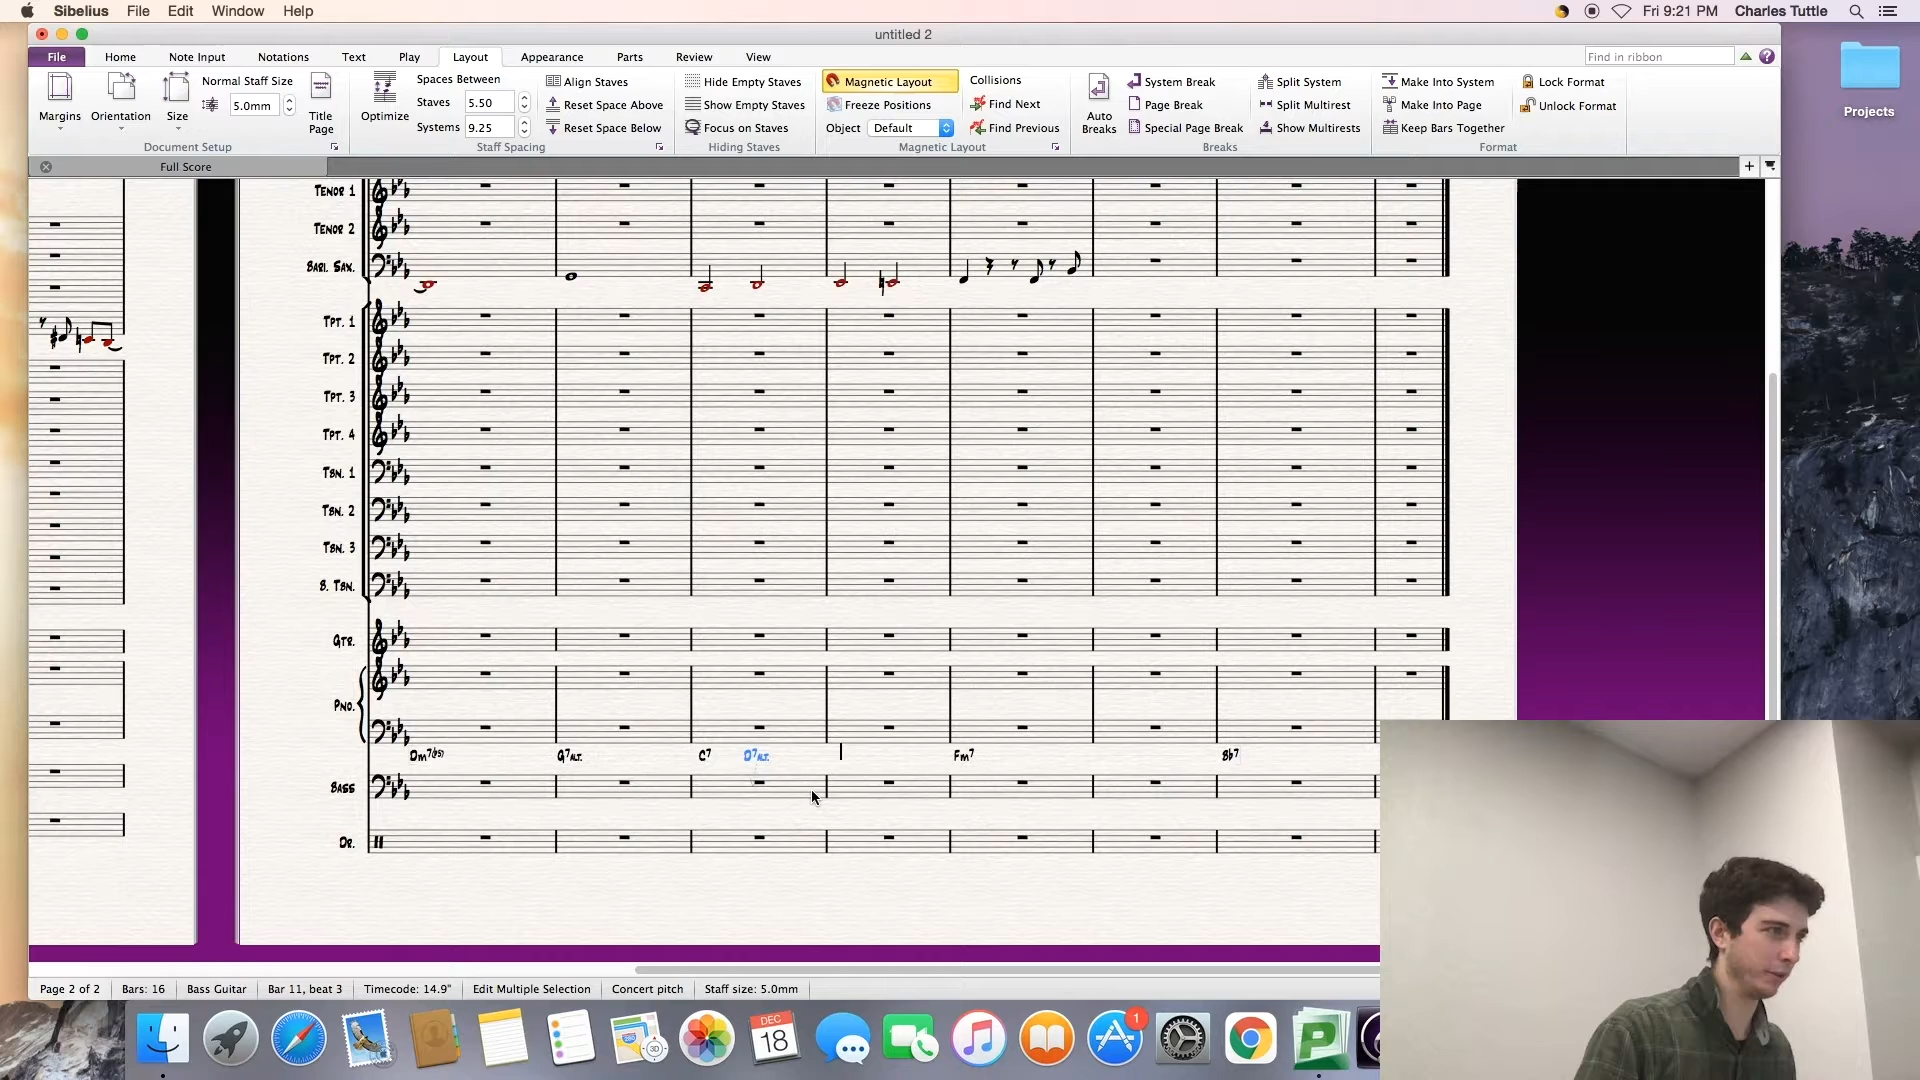 Sibelius File Edit Window Help
Fri 9:21 PM Charles Tuttle
untitled 2
File Home Note Input Notations Text Play Layout Appearance Parts Review View
Find in ribbon
Margins
Orientation
Size
Normal Staff Size
5.0mm
Title Page
Document Setup
Optimize
Spaces Between
Staves 5.50
Systems 9.25
Align Staves
Reset Space Above
Reset Space Below
Staff Spacing
Hide Empty Staves
Show Empty Staves
Focus on Staves
Hiding Staves
Magnetic Layout
Freeze Positions
Object Default
Collisions
Find Next
Find Previous
Magnetic Layout
Auto Breaks
System Break
Page Break
Special Page Break
Split System
Split Multirest
Show Multirests
Breaks
Make Into System
Make Into Page
Keep Bars Together
Lock Format
Unlock Format
Format
Full Score
Projects
Tenor 1
Tenor 2
Bari. Sax.
Tpt. 1
Tpt. 2
Tpt. 3
Tpt. 4
Tbn. 1
Tbn. 2
Tbn. 3
B. Tbn.
Gtr.
Pno.
Dm7(b5) G7alt. C7 D7alt. Fm7 Bb7
Bass
Dr.
Page 2 of 2 Bars: 16 Bass Guitar Bar 11, beat 3 Timecode: 14.9" Edit Multiple Selection Concert pitch Staff size: 5.0mm
DEC
18
1